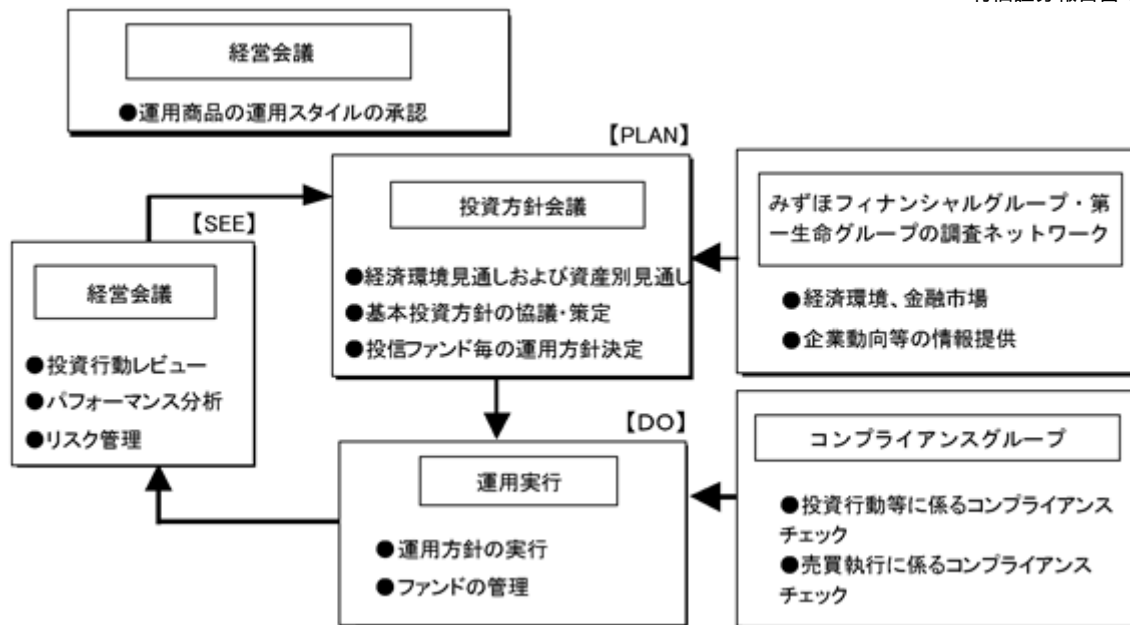 経営会議
●運用商品の運用スタイルの承認
【PLAN】
投資方針会議
●経済環境見通しおよび資産別見通し
●基本投資方針の協議・策定
●投信ファンド毎の運用方針決定
みずほフィナンシャルグループ・第
一生命グループの調査ネットワーク
●経済環境、金融市場
●企業動向等の情報提供
【SEE】
経営会議
●投資行動レビュー
●パフォーマンス分析
●リスク管理
【DO】
運用実行
●運用方針の実行
●ファンドの管理
コンプライアンスグループ
●投資行動等に係るコンプライアンス
チェック
●売買執行に係るコンプライアンス
チェック